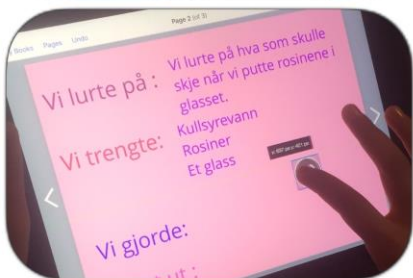 Books Pages Undo
Page 2 (of 3)
Vi lurte på :
Vi lurte på hva som skulle
skje når vi putte rosinene i
glasset.
Vi trengte:
Kullsyrevann
Rosiner
Et glass
Vi gjorde:
ut :